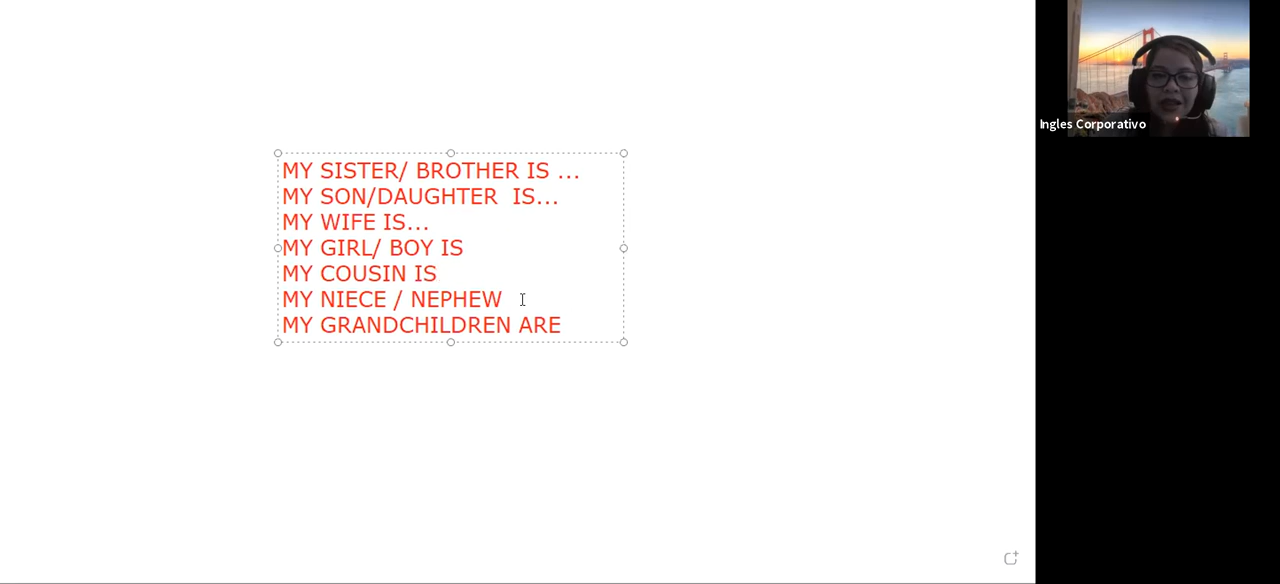 MY SISTER/ BROTHER IS ...
MY SON/DAUGHTER  IS...
MY WIFE IS...
MY GIRL/ BOY IS
MY COUSIN IS
MY NIECE / NEPHEW
MY GRANDCHILDREN ARE
Ingles Corporativo